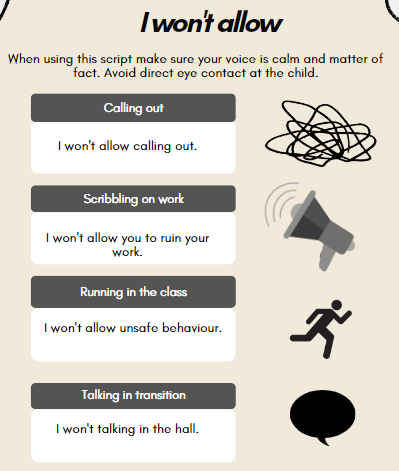 I won't allow
When using this script make sure your voice is calm and matter of
fact. Avoid direct eye contact at the child.
Calling out
I won't allow calling out.
Scribbling on work
I won't allow you to ruin your
work.
Running in the class
I won't allow unsafe behaviour.
Talking in transition
I won't talking in the hall.